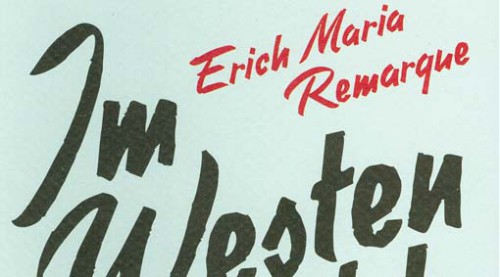 Erich Maria
Remarque
Im
Westen